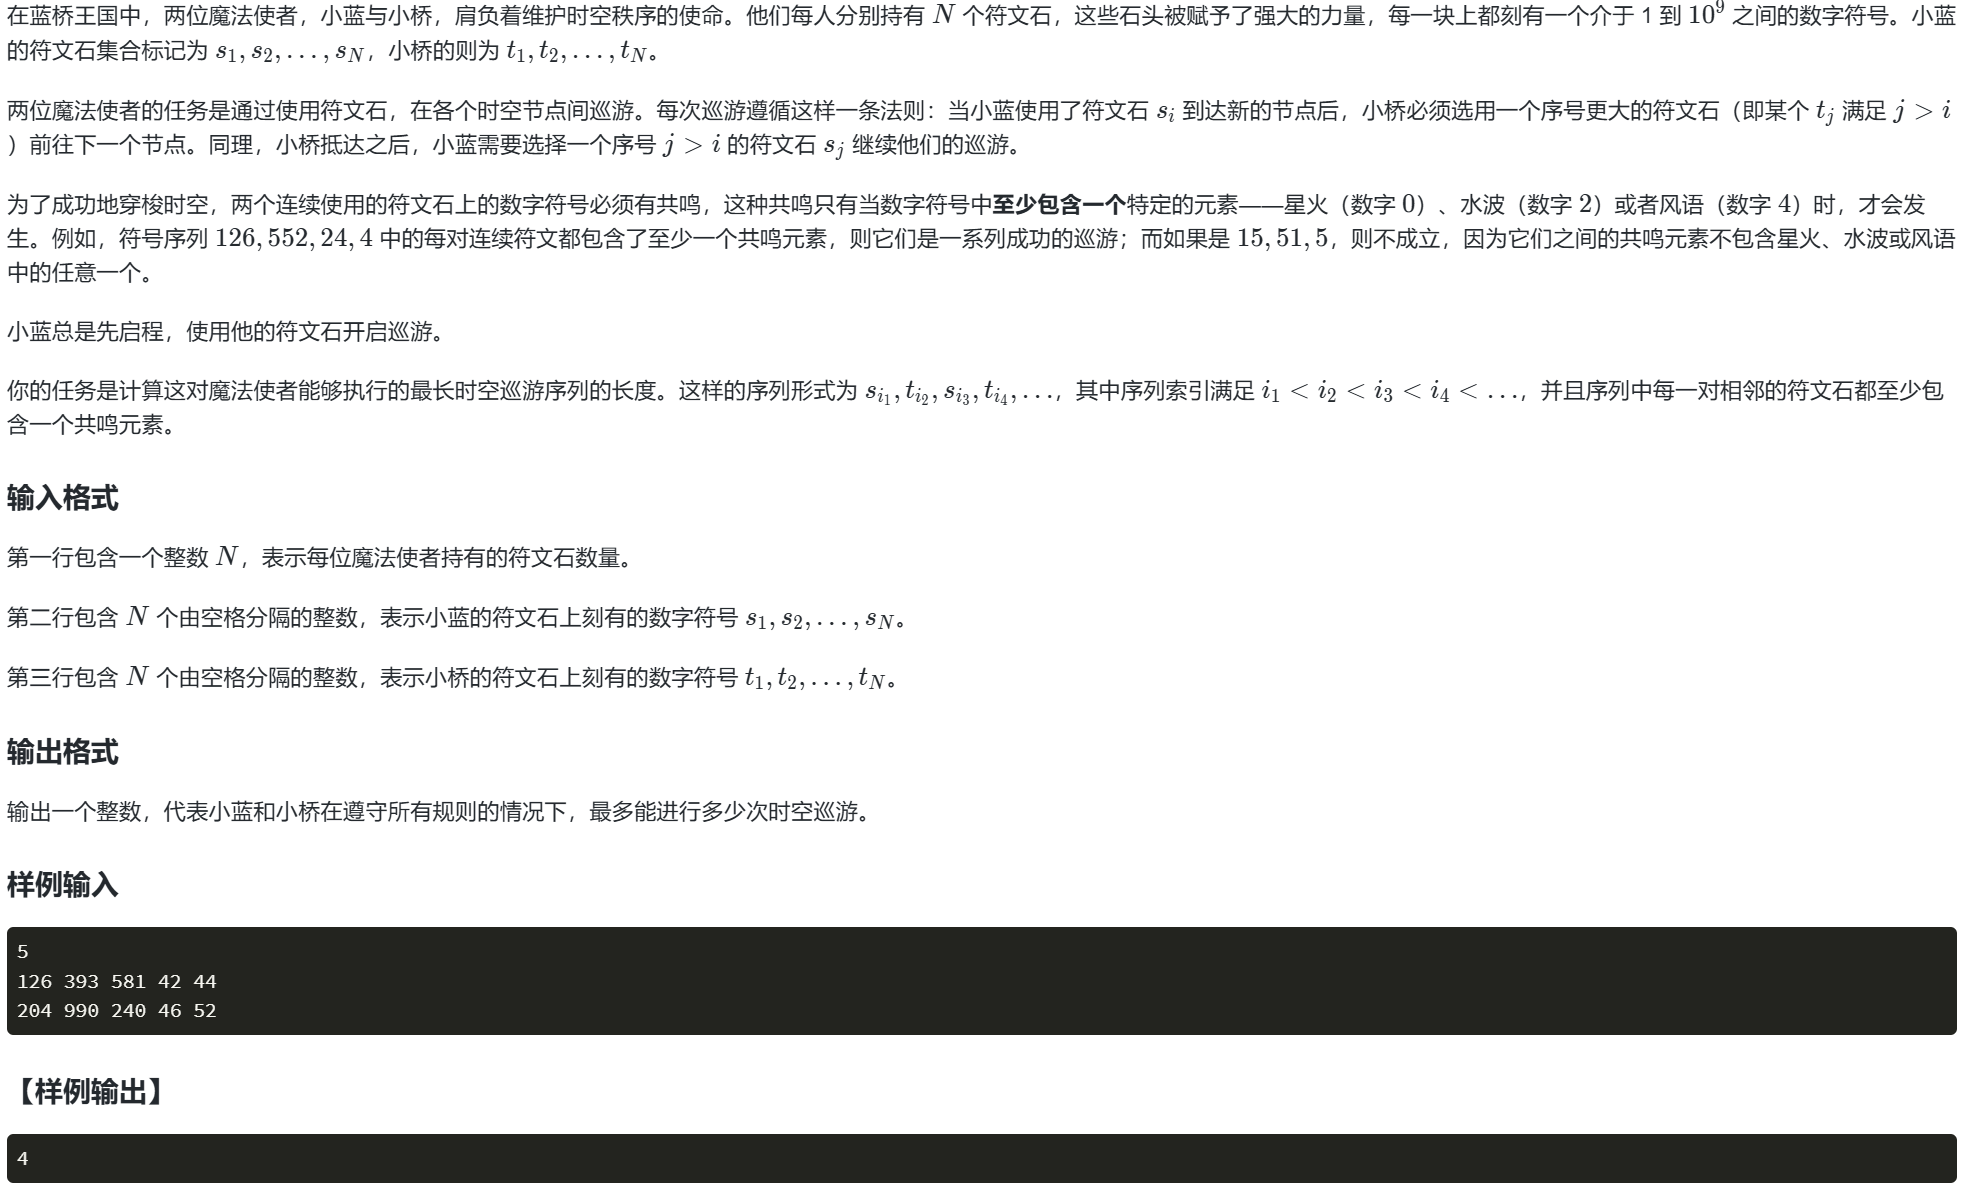 在蓝桥王国中，两位魔法使者，小蓝与小桥，肩负着维护时空秩序的使命。他们每人分别持有 N 个符文石，这些石头被赋予了强大的力量，每一块上都刻有一个介于 1 到 10⁹ 之间的数字符号。小蓝
的符文石集合标记为 s₁, s₂, . . . , s_N，小桥的则为 t₁, t₂, . . . , t_N。
两位魔法使者的任务是通过使用符文石，在各个时空节点间巡游。每次巡游遵循这样一条法则：当小蓝使用了符文石 s_i 到达新的节点后，小桥必须选用一个序号更大的符文石（即某个 t_j 满足 j > i
）前往下一个节点。同理，小桥抵达之后，小蓝需要选择一个序号 j > i 的符文石 s_j 继续他们的巡游。
为了成功地穿梭时空，两个连续使用的符文石上的数字符号必须有共鸣，这种共鸣只有当数字符号中至少包含一个特定的元素——星火（数字 0）、水波（数字 2）或者风语（数字 4）时，才会发
生。例如，符号序列 126, 552, 24, 4 中的每对连续符文都包含了至少一个共鸣元素，则它们是一系列成功的巡游；而如果是 15, 51, 5，则不成立，因为它们之间的共鸣元素不包含星火、水波或风语
中的任意一个。
小蓝总是先启程，使用他的符文石开启巡游。
你的任务是计算这对魔法使者能够执行的最长时空巡游序列的长度。这样的序列形式为 s_{i₁}, t_{i₂}, s_{i₃}, t_{i₄}, . . .，其中序列索引满足 i₁ < i₂ < i₃ < i₄ < . . .，并且序列中每一对相邻的符文石都至少包
含一个共鸣元素。
输入格式
第一行包含一个整数 N，表示每位魔法使者持有的符文石数量。
第二行包含 N 个由空格分隔的整数，表示小蓝的符文石上刻有的数字符号 s₁, s₂, . . . , s_N。
第三行包含 N 个由空格分隔的整数，表示小桥的符文石上刻有的数字符号 t₁, t₂, . . . , t_N。
输出格式
输出一个整数，代表小蓝和小桥在遵守所有规则的情况下，最多能进行多少次时空巡游。
样例输入
5
126 393 581 42 44
204 990 240 46 52
【样例输出】
4